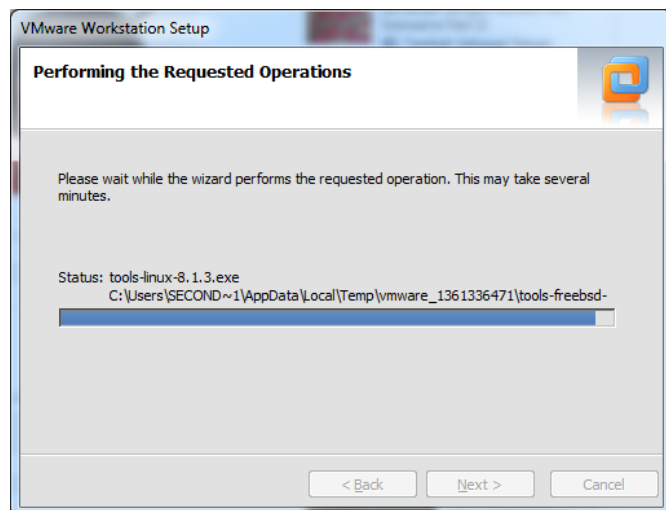 VMware Workstation Setup
Performing the Requested Operations
Please wait while the wizard performs the requested operation. This may take several
minutes.
Status: tools-linux-8.1.3.exe
C:\Users\SECOND~1\AppData\Local\Temp\vmware_1361336471\tools-freebsd-
< Back Next > Cancel